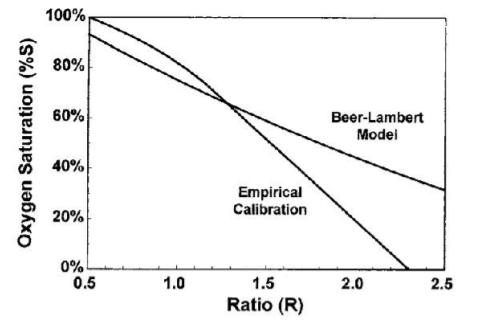 100%
80%
60%
40%
20%
0%
Oxygen Saturation (%S)
Beer-Lambert
Model
Empirical
Calibration
0.5 1.0 1.5 2.0 2.5
Ratio (R)